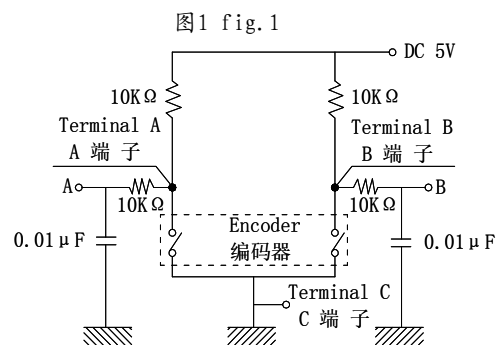 图1 fig.1
DC 5V
10KΩ
10KΩ
Terminal A
A 端 子
Terminal B
B 端 子
A
10KΩ
10KΩ
B
0.01μF
Encoder
编码器
0.01μF
Terminal C
C 端 子